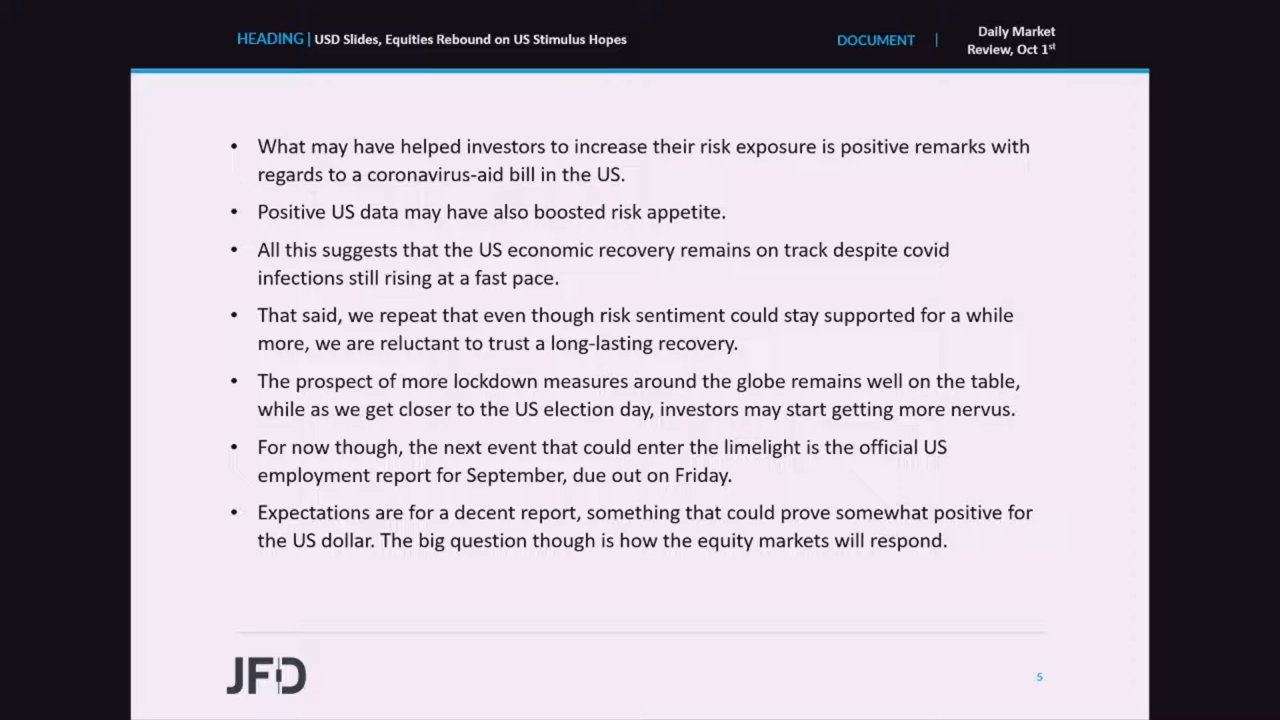 HEADING | USD Slides, Equities Rebound on US Stimulus Hopes
DOCUMENT | Daily Market
Review, Oct 1st
• What may have helped investors to increase their risk exposure is positive remarks with
regards to a coronavirus-aid bill in the US.
• Positive US data may have also boosted risk appetite.
• All this suggests that the US economic recovery remains on track despite covid
infections still rising at a fast pace.
• That said, we repeat that even though risk sentiment could stay supported for a while
more, we are reluctant to trust a long-lasting recovery.
• The prospect of more lockdown measures around the globe remains well on the table,
while as we get closer to the US election day, investors may start getting more nervus.
• For now though, the next event that could enter the limelight is the official US
employment report for September, due out on Friday.
• Expectations are for a decent report, something that could prove somewhat positive for
the US dollar. The big question though is how the equity markets will respond.
JFD
5